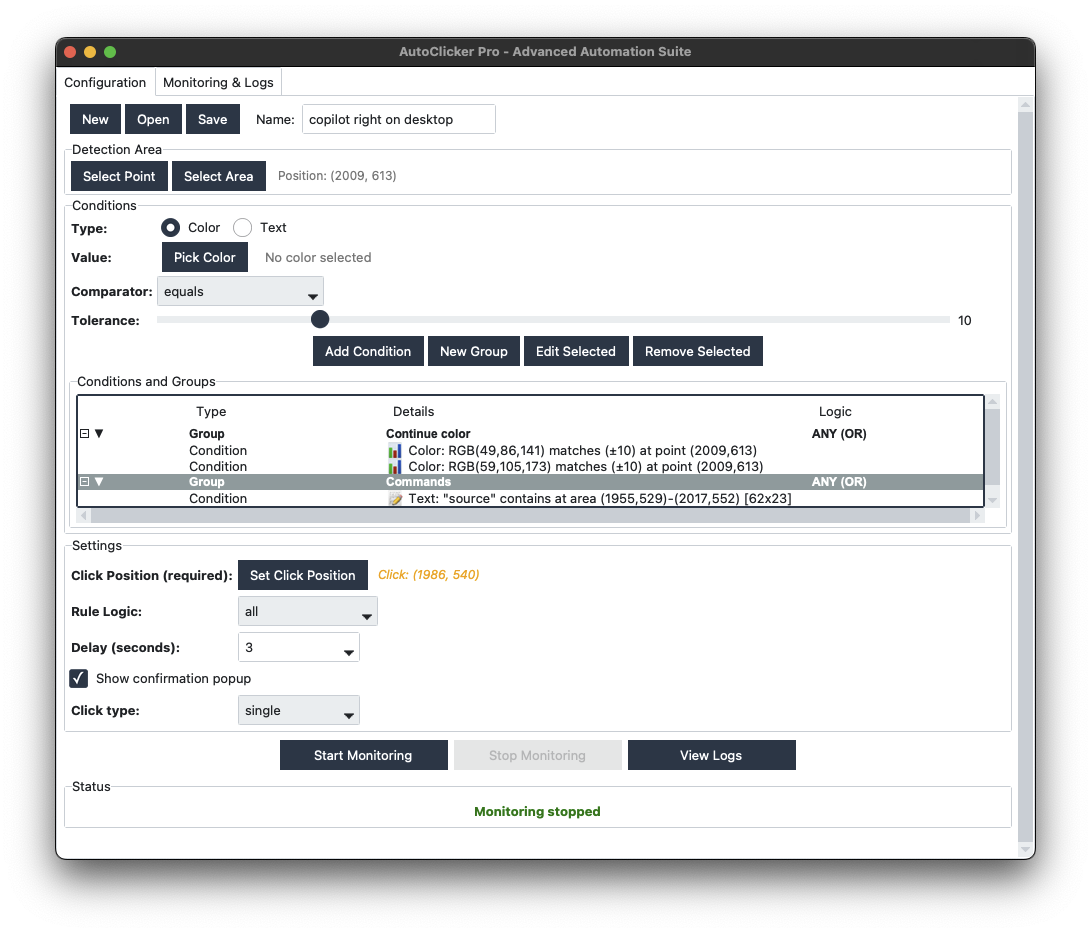 AutoClicker Pro - Advanced Automation Suite
Configuration Monitoring & Logs
New Open Save Name: copilot right on desktop
Detection Area
Select Point Select Area Position: (2009, 613)
Conditions
Type: Color Text
Value: Pick Color No color selected
Comparator: equals
Tolerance: 10
Add Condition New Group Edit Selected Remove Selected
Conditions and Groups
Type Details Logic
Group Continue color ANY (OR)
Condition Color: RGB(49,86,141) matches (±10) at point (2009,613)
Condition Color: RGB(59,105,173) matches (±10) at point (2009,613)
Group Commands ANY (OR)
Condition Text: "source" contains at area (1955,529)-(2017,552) [62x23]
Settings
Click Position (required): Set Click Position Click: (1986, 540)
Rule Logic: all
Delay (seconds): 3
Show confirmation popup
Click type: single
Start Monitoring Stop Monitoring View Logs
Status
Monitoring stopped